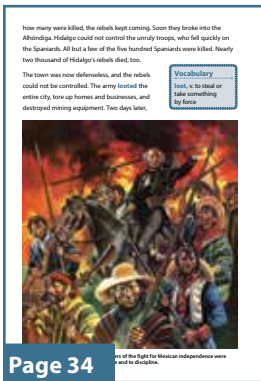 how many were killed, the rebels kept coming. Soon they broke into the
Alhóndiga. Hidalgo could not control the unruly troops, who fell quickly on
the Spaniards. All but a few of the five hundred Spaniards were killed. Nearly
two thousand of Hidalgo's rebels died, too.
The town was now defenseless, and the rebels
could not be controlled. The army looted the
entire city, tore up homes and businesses, and
destroyed mining equipment. Two days later,
Vocabulary
loot, v. to steal or
take something
by force
of the fight for Mexican independence were
and to discipline.
Page 34